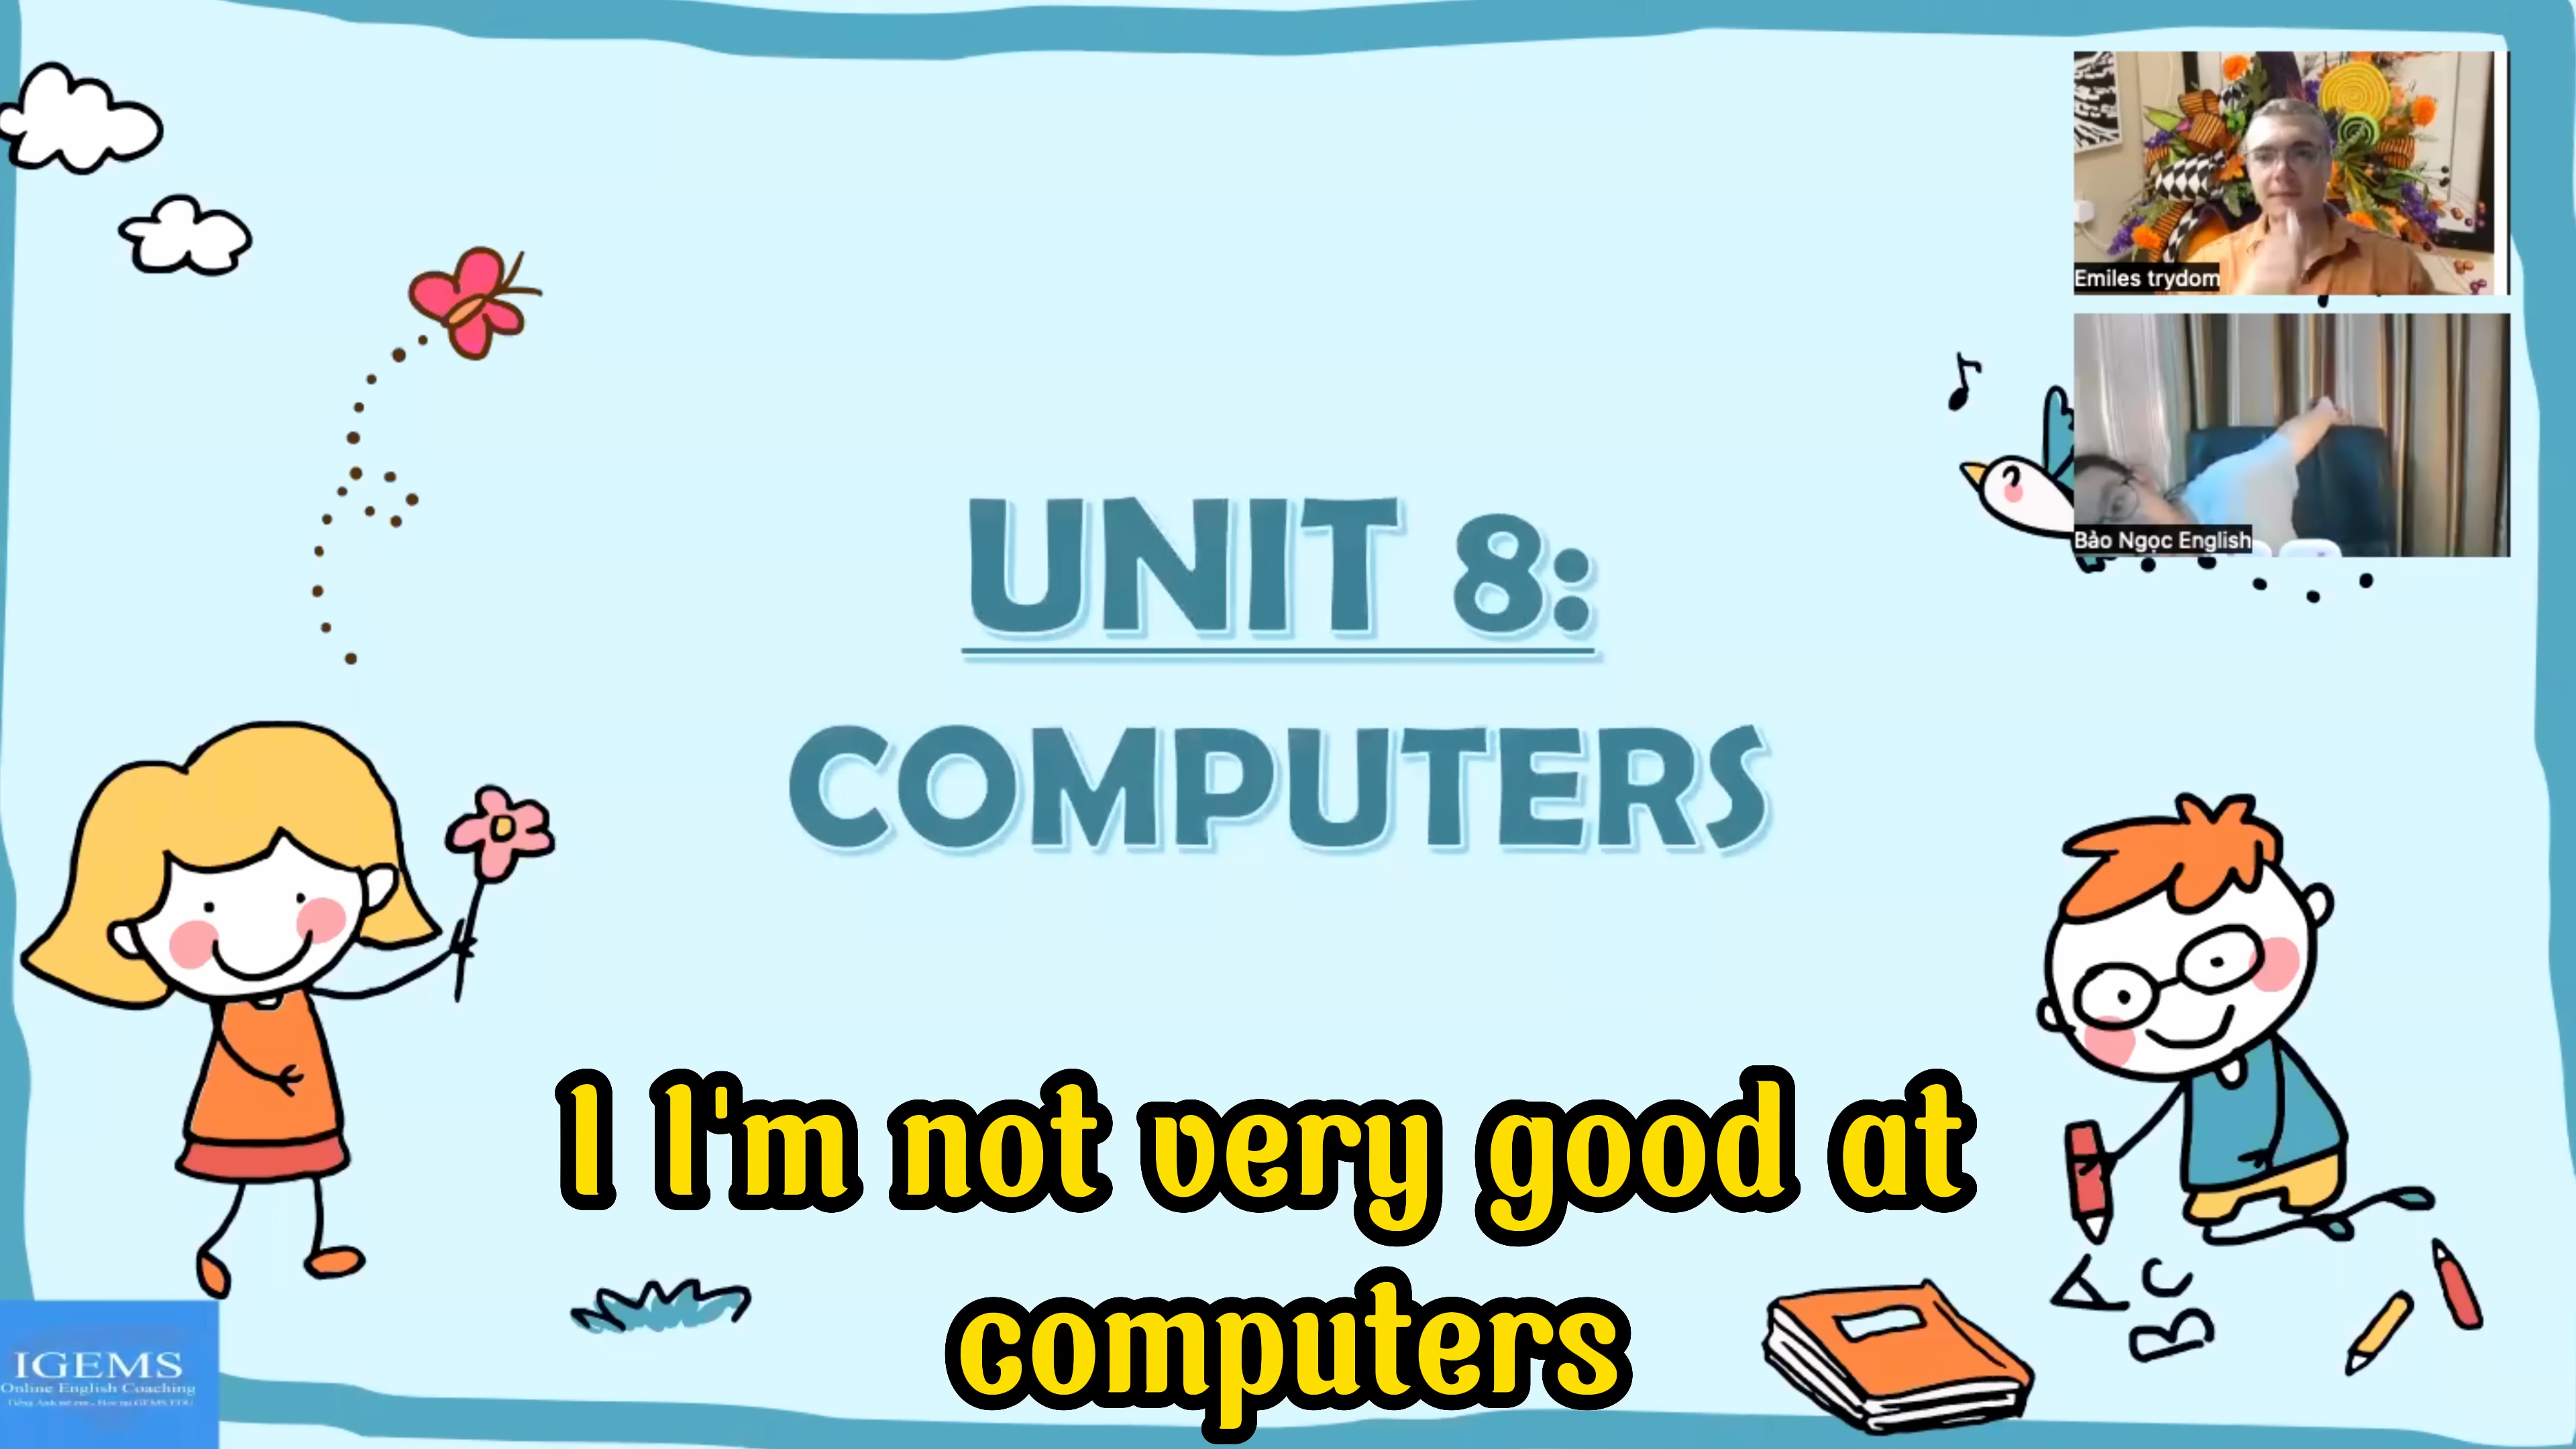 Emiles trydom
Bảo Ngọc English
UNIT 8:
COMPUTERS
I I'm not very good at
computers
A
B c
IGEMS
Online English Coaching